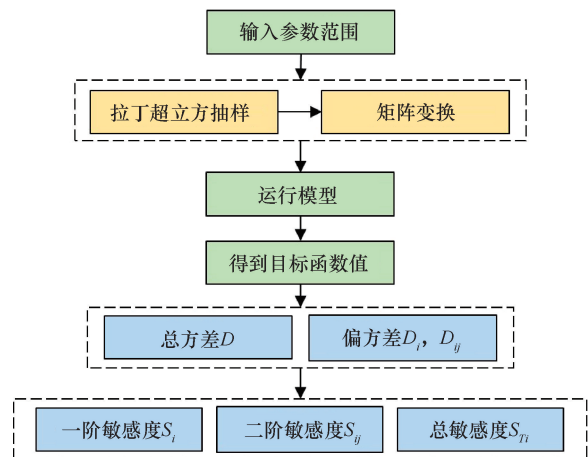 输入参数范围
拉丁超立方抽样
矩阵变换
运行模型
得到目标函数值
总方差D
偏方差Di，Dij
一阶敏感度Si
二阶敏感度Sij
总敏感度STi